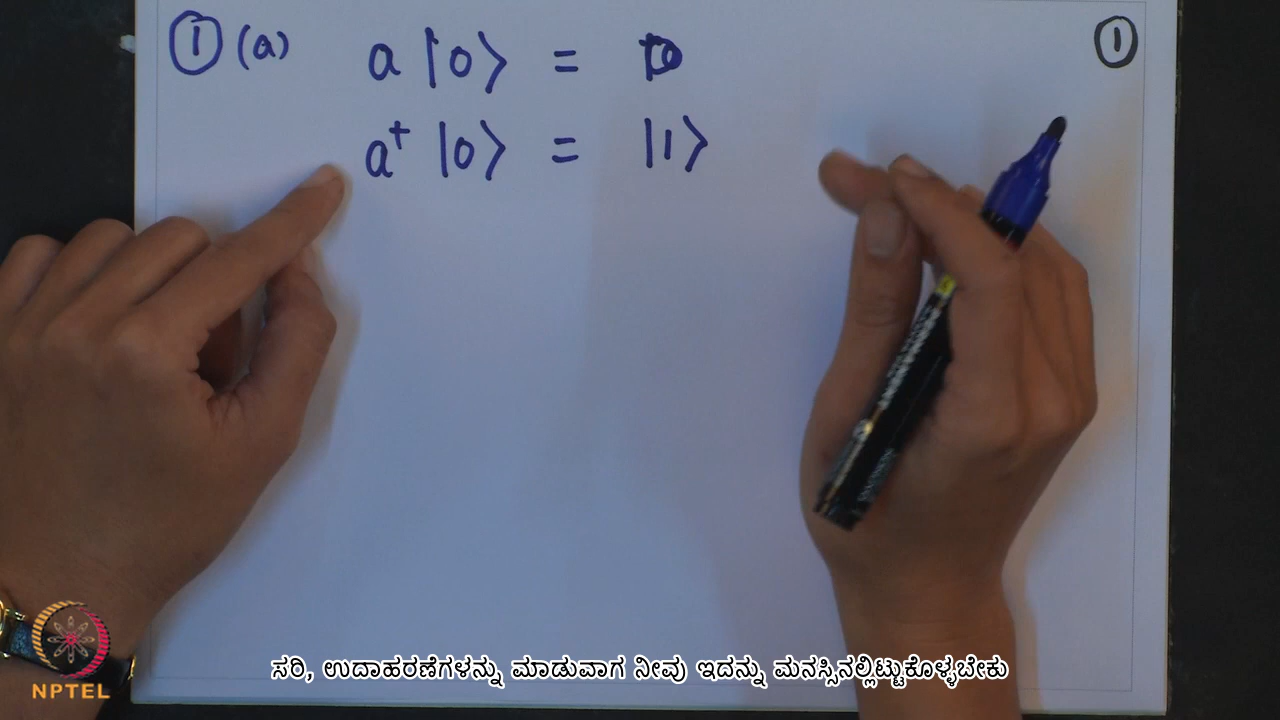 ① (a) a |0⟩ = 0 ①
a† |0⟩ = |1⟩
ಸರಿ, ಉದಾಹರಣೆಗಳನ್ನು ಮಾಡುವಾಗ ನೀವು ಇದನ್ನು ಮನಸ್ಸಿನಲ್ಲಿಟ್ಟುಕೊಳ್ಳಬೇಕು
NPTEL